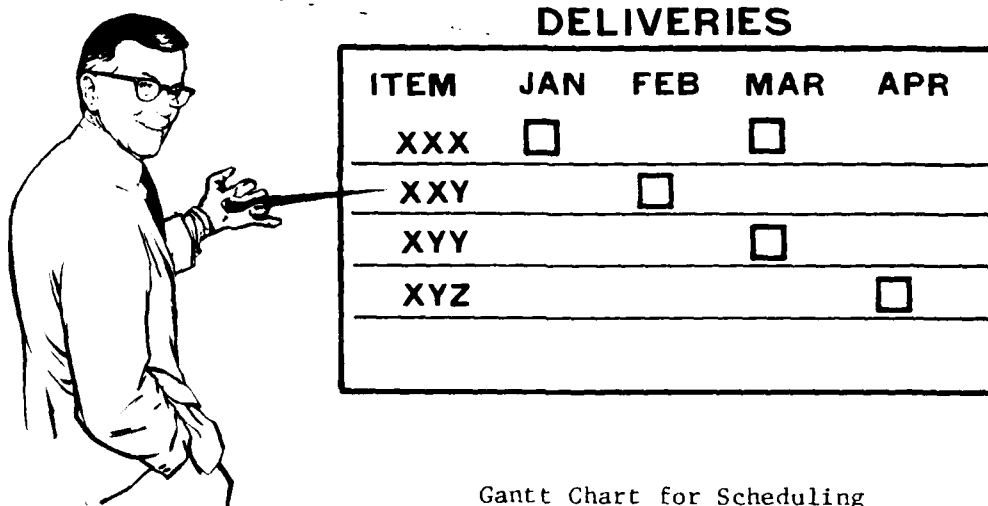 DELIVERIES
ITEM JAN FEB MAR APR
XXX
XXY
XYY
XYZ
Gantt Chart for Scheduling